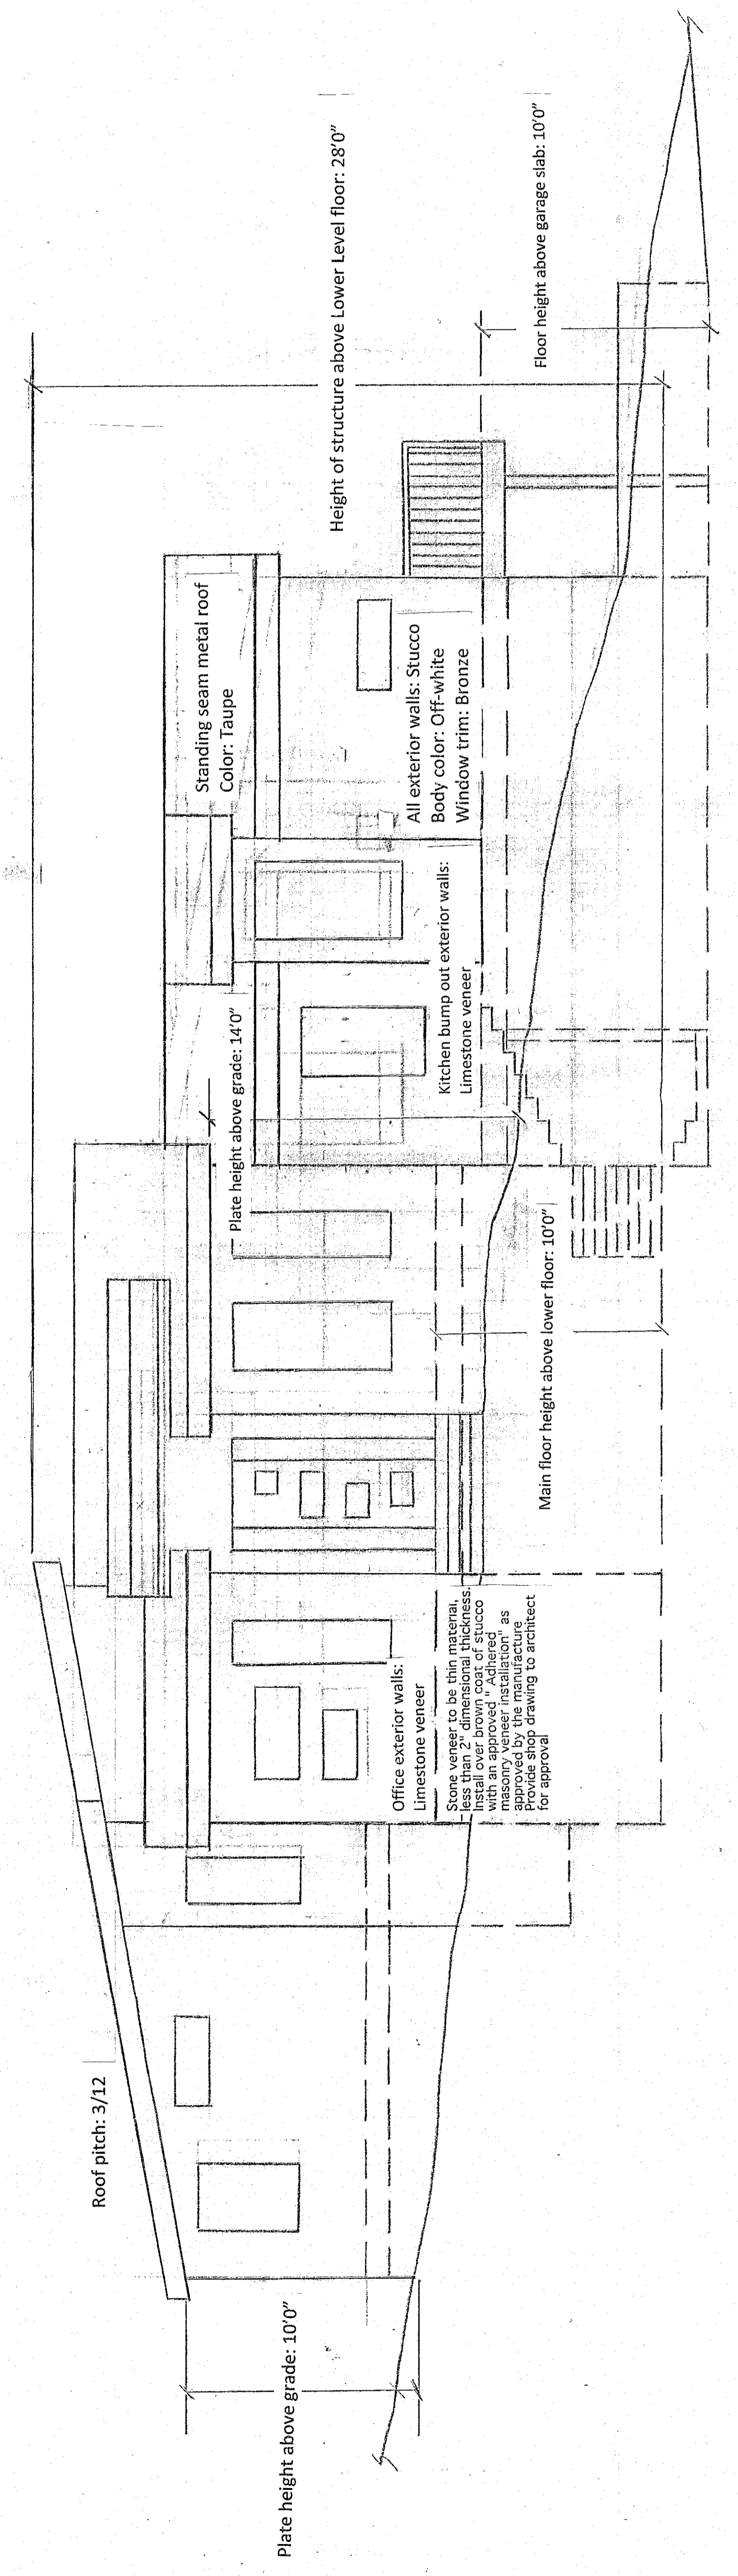 Plate height above grade: 10'0"
Roof pitch: 3/12
Office exterior walls:
Limestone veneer
Stone veneer to be thin material,
less than 2" dimensional thickness.
Install over brown coat of stucco
with an approved " Adhered
masonry veneer installation" as
approved by the manufacture
Provide shop drawing to architect
for approval
Main floor height above lower floor: 10'0"
Plate height above grade: 14'0"
Kitchen bump out exterior walls:
Limestone veneer
Standing seam metal roof
Color: Taupe
All exterior walls: Stucco
Body color: Off-white
Window trim: Bronze
Height of structure above Lower Level floor: 28'0"
Floor height above garage slab: 10'0"